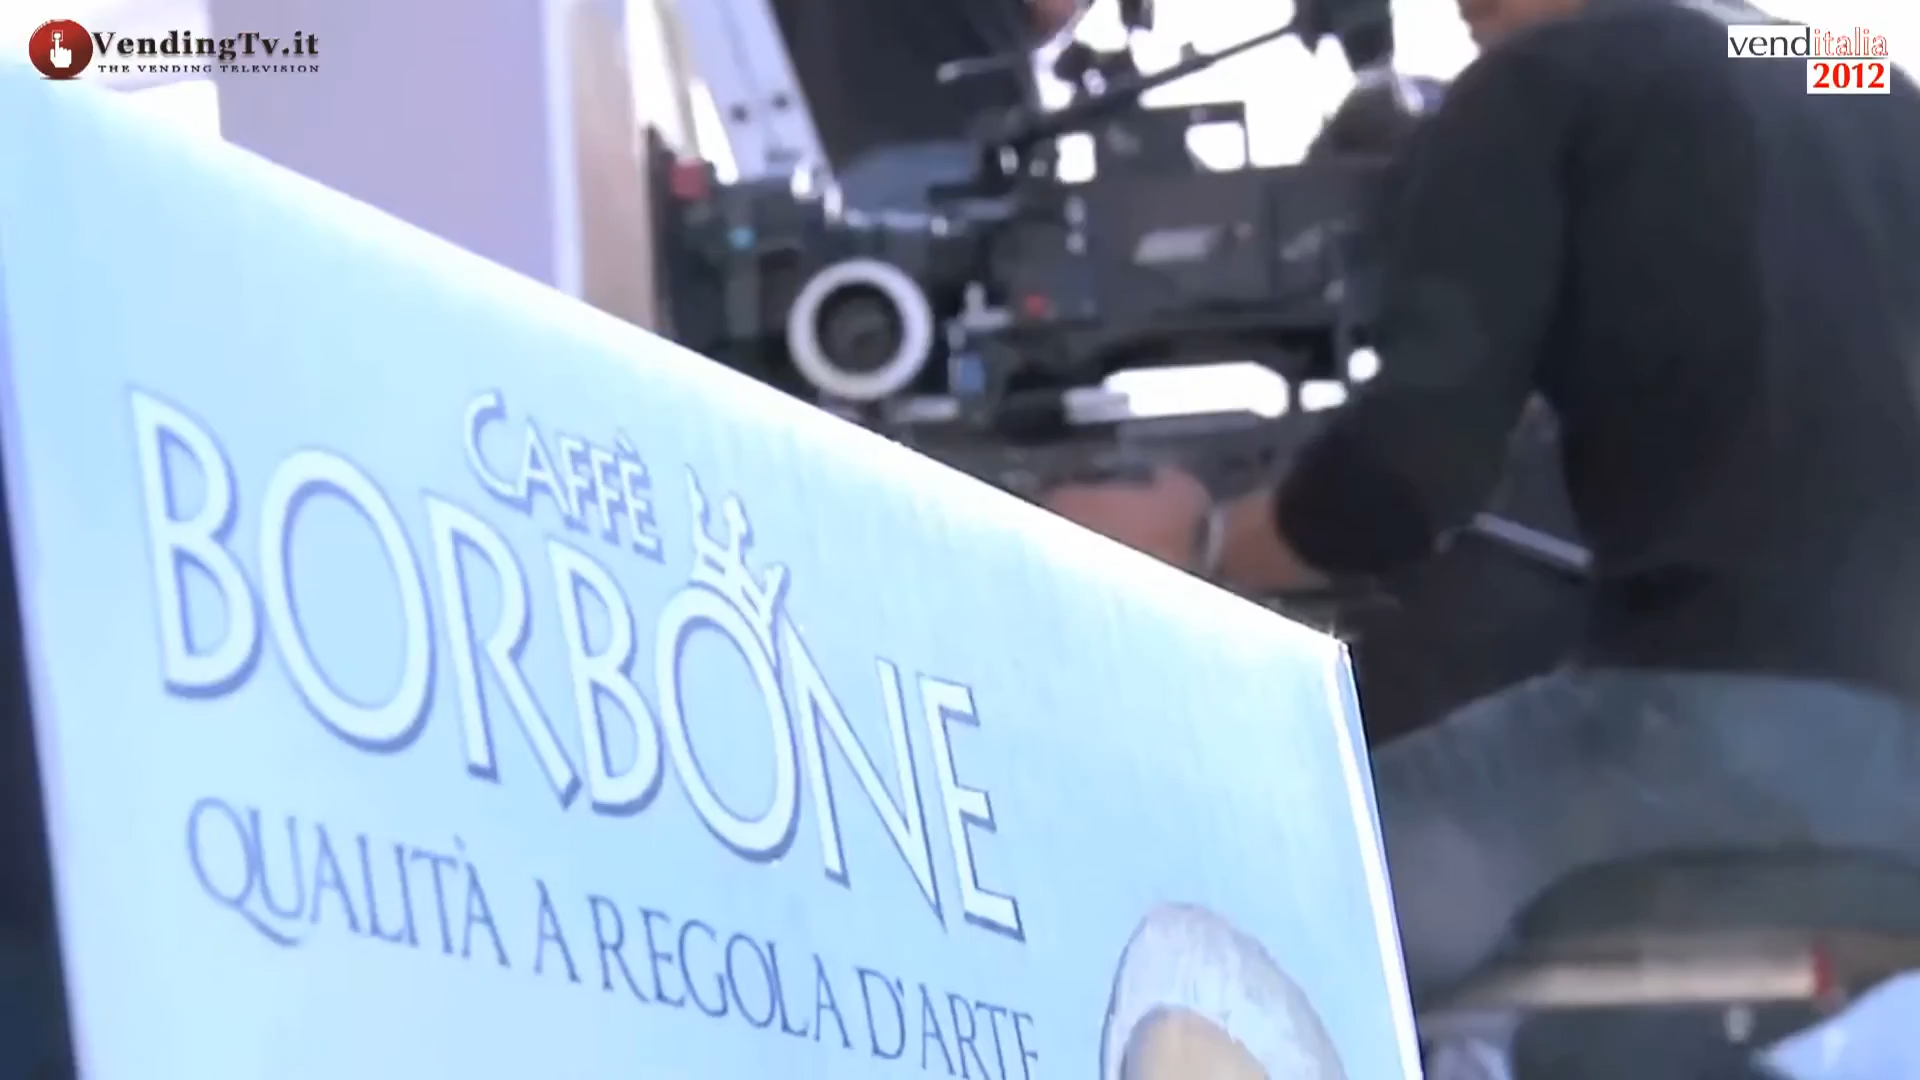 VendingTv.it
THE VENDING TELEVISION
venditalia
2012
CAFFÈ
BORBONE
QUALITÀ A REGOLA D'ARTE